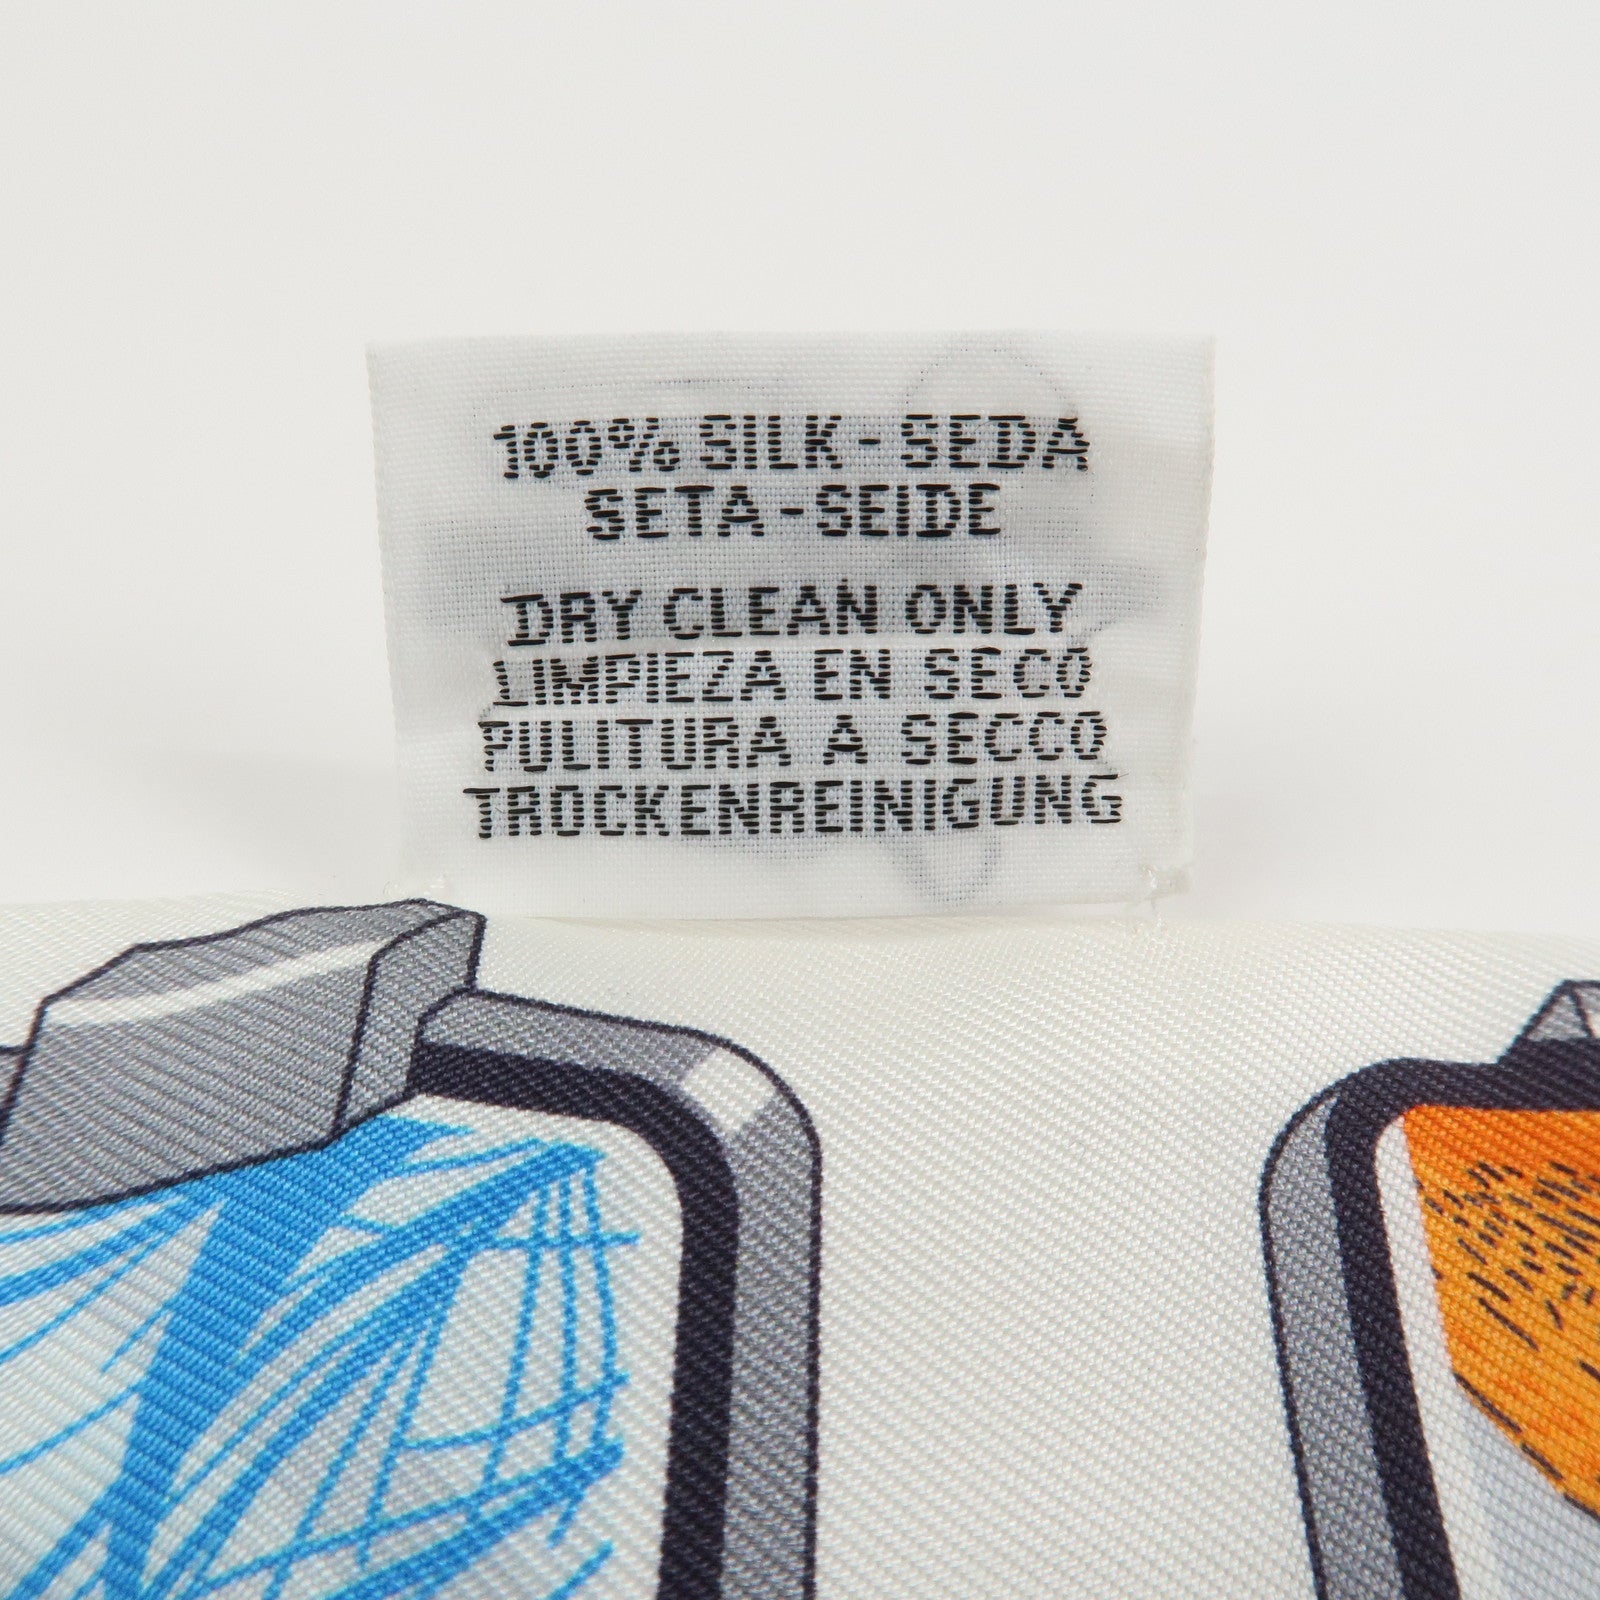 100% SILK - SEDA
SETA - SEIDE
DRY CLEAN ONLY
LIMPIEZA EN SECO
PULITURA A SECCO
TROCKENREINIGUNG